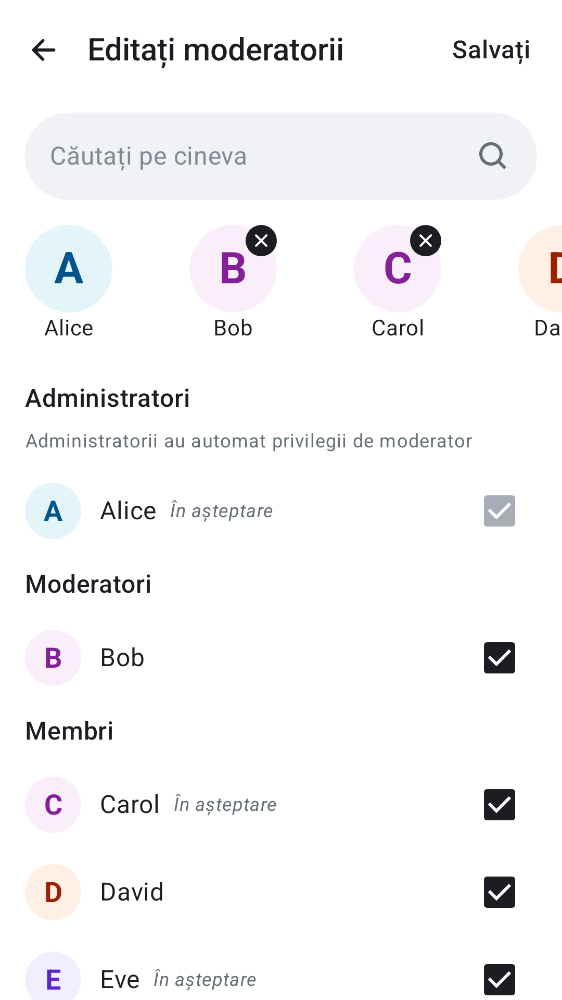 Editați moderatorii
Salvați
Căutați pe cineva
A B C D
Alice Bob Carol Da
Administratori
Administratorii au automat privilegii de moderator
A Alice În așteptare
Moderatori
B Bob
Membri
C Carol În așteptare
D David
E Eve În așteptare